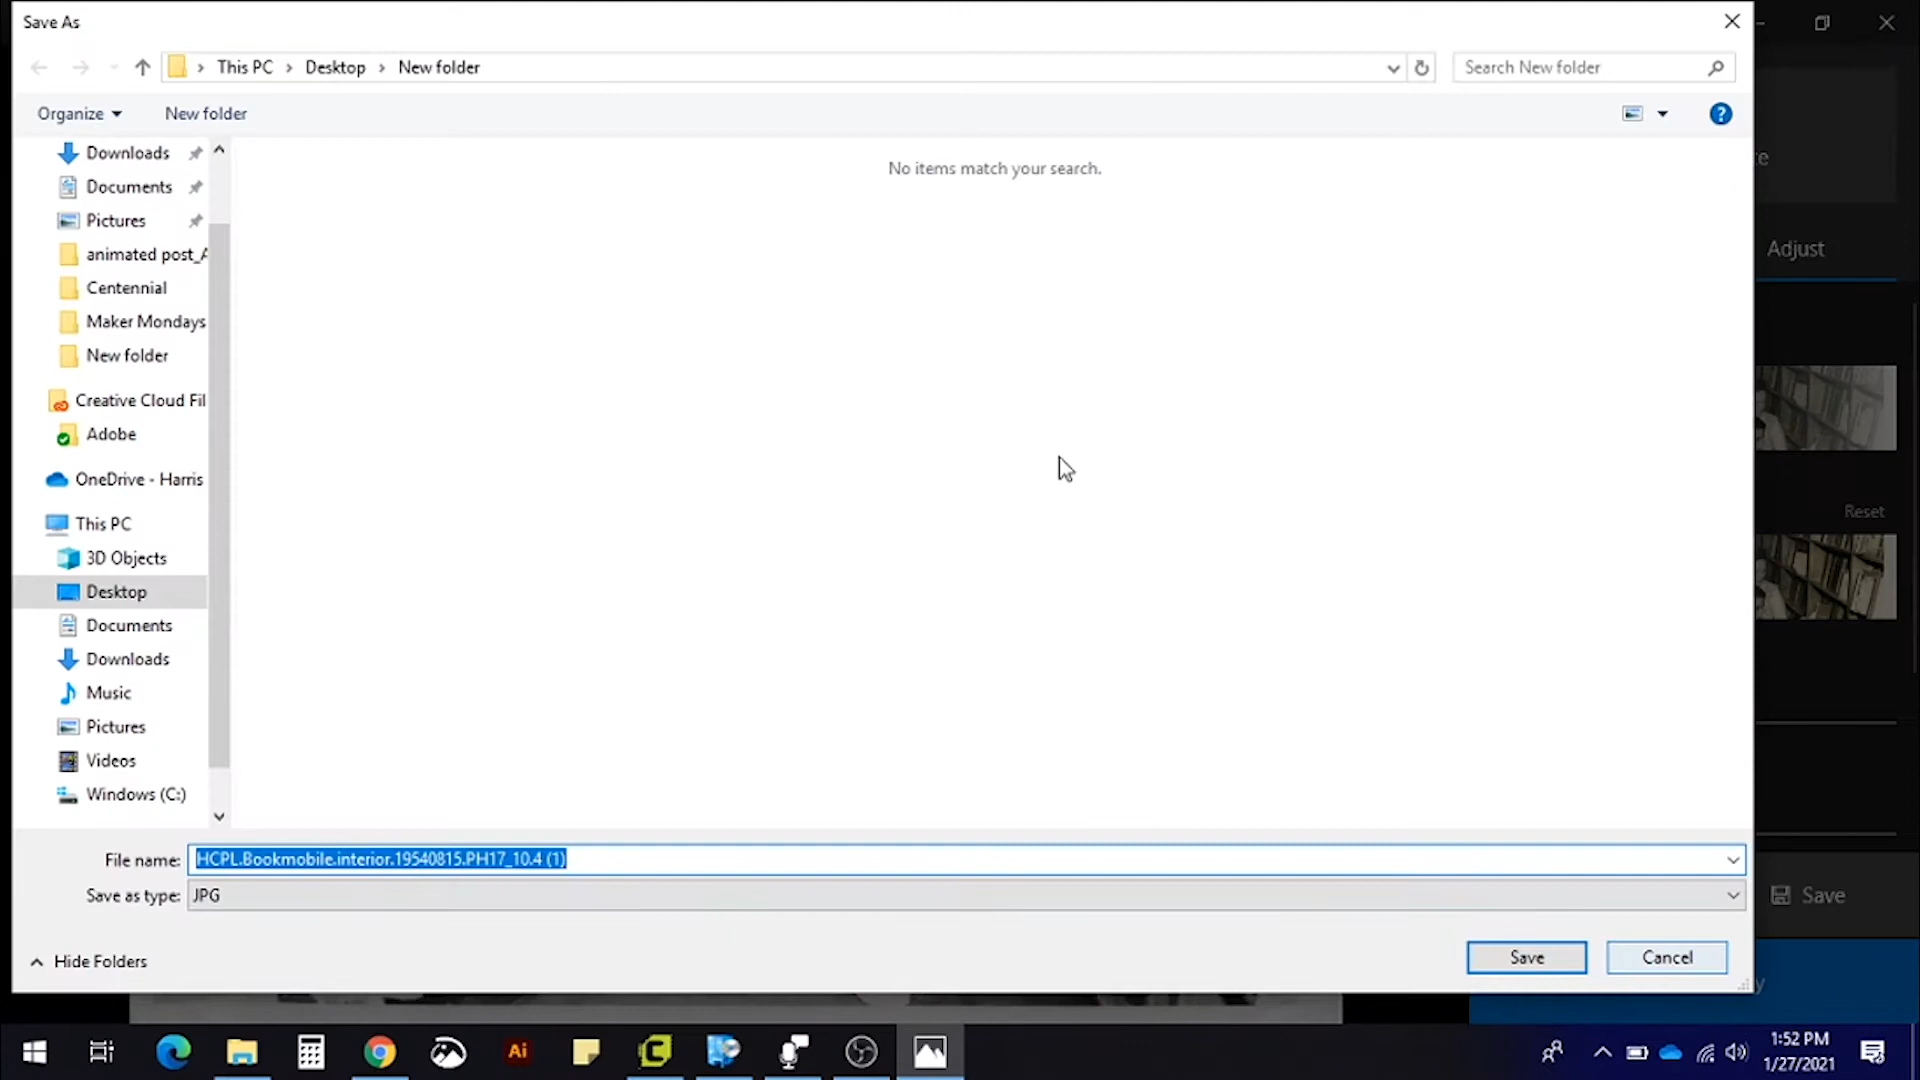 Save As
This PC
Desktop
New folder
Search New folder
Organize
New folder
?
Downloads
Documents
Pictures
animated post_A
Centennial
Maker Mondays
New folder
Creative Cloud Fil
Adobe
OneDrive - Harris
This PC
3D Objects
Desktop
Documents
Downloads
Music
Pictures
Videos
Windows (C:)
No items match your search.
Adjust
Reset
File name: HCPL.Bookmobile.interior.19540815.PH17_10.4 (1)
Save as type: JPG
Save
Hide Folders
Save
Cancel
Ai
1:52 PM
1/27/2021